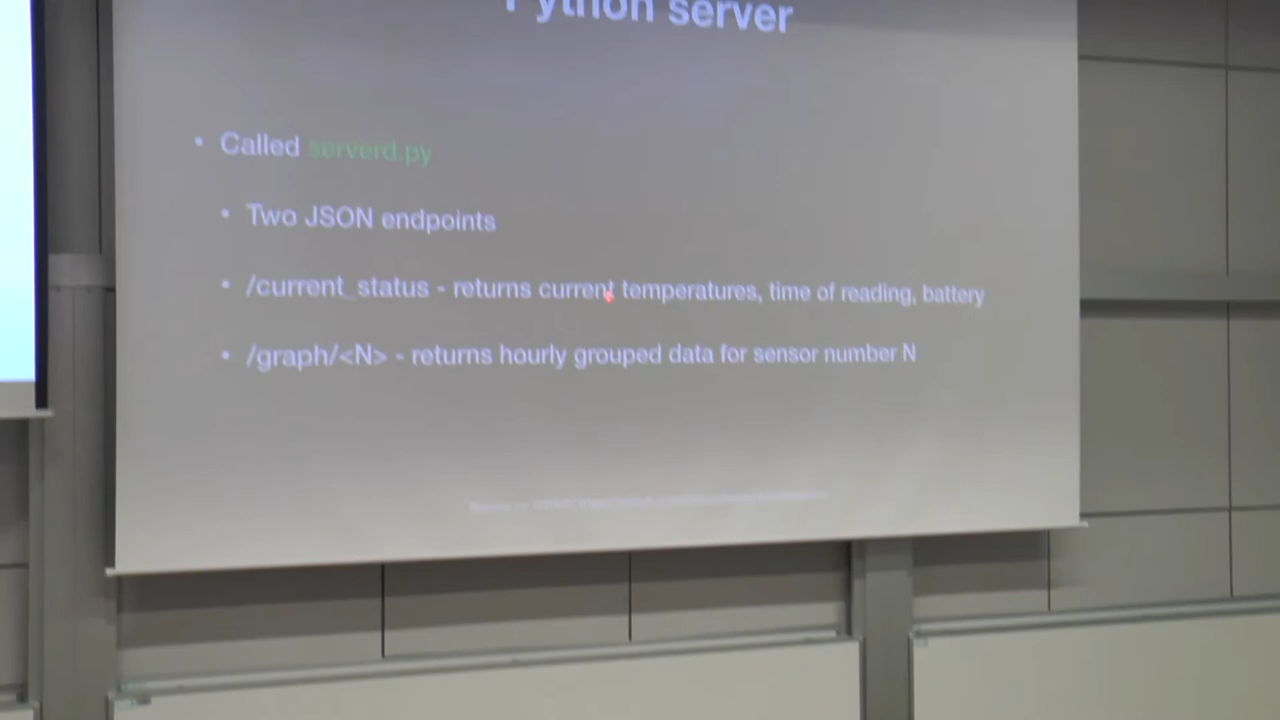 Python server
• Called serverd.py
• Two JSON endpoints
• /current_status - returns current temperatures, time of reading, battery
• /graph/<N> - returns hourly grouped data for sensor number N